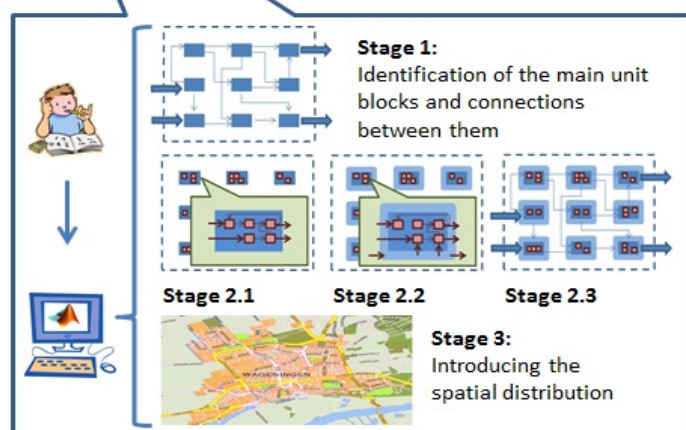 Stage 1:
Identification of the main unit
blocks and connections
between them
Stage 2.1
Stage 2.2
Stage 2.3
WAGENINGEN
Stage 3:
Introducing the
spatial distribution